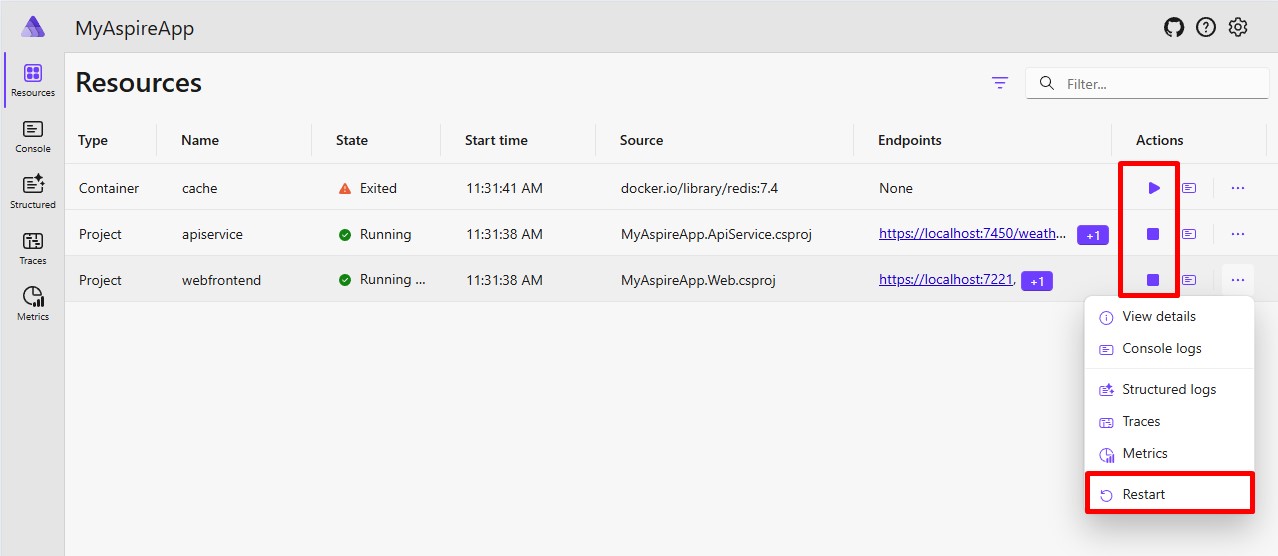 MyAspireApp
Resources
Console
Structured
Traces
Metrics
Resources
Filter...
Type Name State Start time Source Endpoints Actions
Container cache Exited 11:31:41 AM docker.io/library/redis:7.4 None
Project apiservice Running 11:31:38 AM MyAspireApp.ApiService.csproj https://localhost:7450/weath... +1
Project webfrontend Running ... 11:31:38 AM MyAspireApp.Web.csproj https://localhost:7221, +1
View details
Console logs
Structured logs
Traces
Metrics
Restart